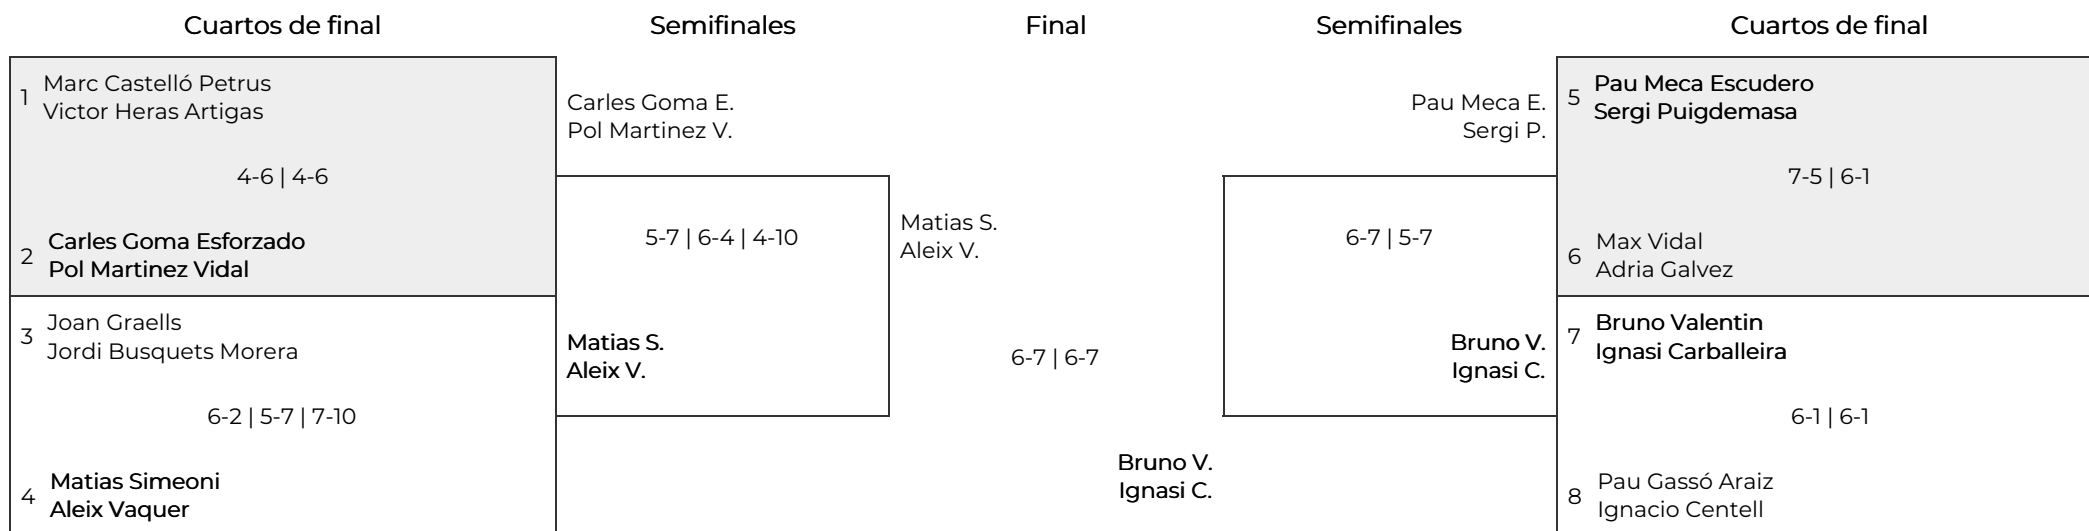 Cuartos de final
Semifinales
Final
Semifinales
Cuartos de final
1
Marc Castelló Petrus
Victor Heras Artigas
4-6 | 4-6
2
Carles Goma Esforzado
Pol Martinez Vidal
3
Joan Graells
Jordi Busquets Morera
6-2 | 5-7 | 7-10
4
Matias Simeoni
Aleix Vaquer
Carles Goma E.
Pol Martinez V.
5-7 | 6-4 | 4-10
Matias S.
Aleix V.
Matias S.
Aleix V.
6-7 | 6-7
Bruno V.
Ignasi C.
Pau Meca E.
Sergi P.
6-7 | 5-7
Bruno V.
Ignasi C.
5
Pau Meca Escudero
Sergi Puigdemasa
7-5 | 6-1
6
Max Vidal
Adria Galvez
7
Bruno Valentin
Ignasi Carballeira
6-1 | 6-1
8
Pau Gassó Araiz
Ignacio Centell